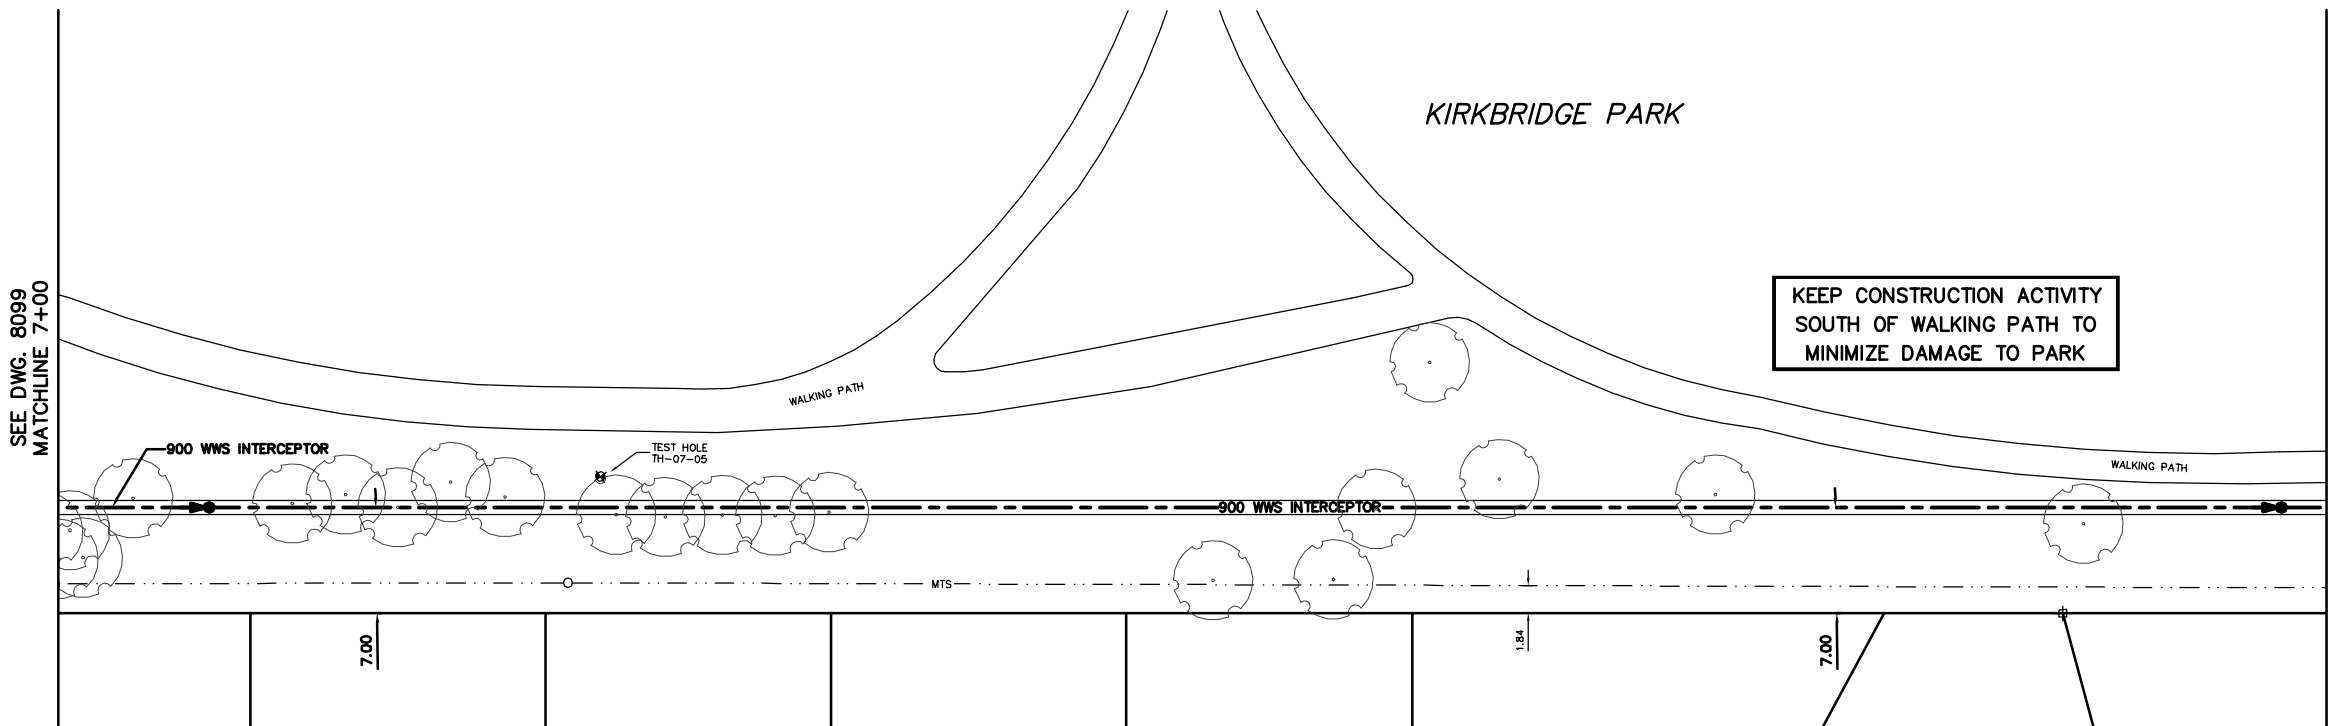 KIRKBRIDGE PARK
SEE DWG. 8099
MATCHLINE 7+00
KEEP CONSTRUCTION ACTIVITY
SOUTH OF WALKING PATH TO
MINIMIZE DAMAGE TO PARK
WALKING PATH
900 WWS INTERCEPTOR
TEST HOLE
TH-07-05
WALKING PATH
900 WWS INTERCEPTOR
MTS
7.00
1.84
7.00